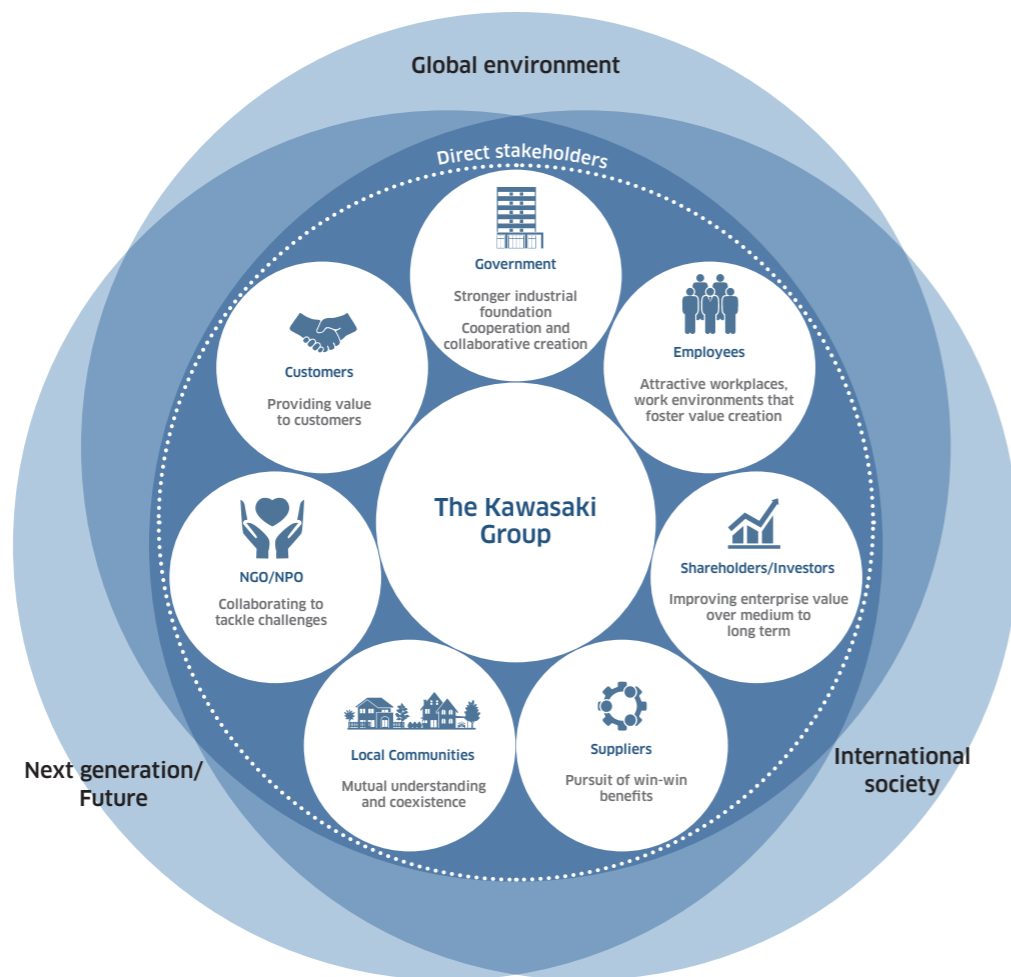 Global environment
Direct stakeholders
Government
Stronger industrial
foundation
Cooperation and
collaborative creation
Customers
Providing value
to customers
Employees
Attractive workplaces,
work environments that
foster value creation
The Kawasaki
Group
NGO/NPO
Collaborating to
tackle challenges
Shareholders/Investors
Improving enterprise value
over medium to
long term
Local Communities
Mutual understanding
and coexistence
Suppliers
Pursuit of win-win
benefits
Next generation/
Future
International
society